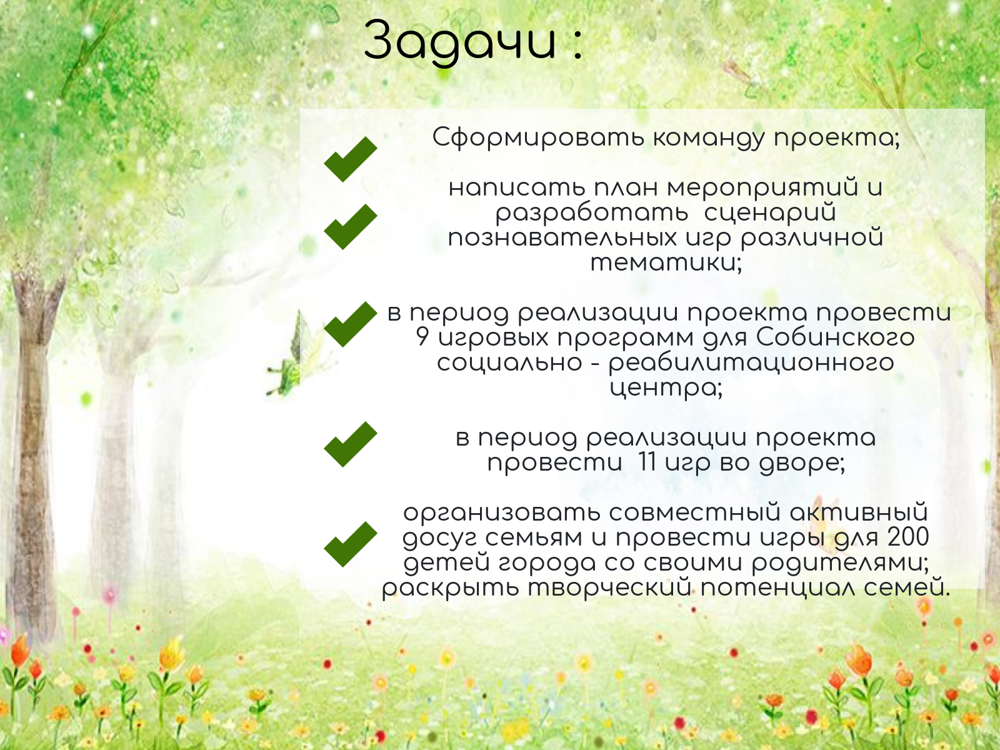 Задачи :
Сформировать команду проекта;
написать план мероприятий и
разработать  сценарий
познавательных игр различной
тематики;
в период реализации проекта провести
9 игровых программ для Собинского
социально - реабилитационного
центра;
в период реализации проекта
провести  11 игр во дворе;
организовать совместный активный
досуг семьям и провести игры для 200
детей города со своими родителями;
раскрыть творческий потенциал семей.